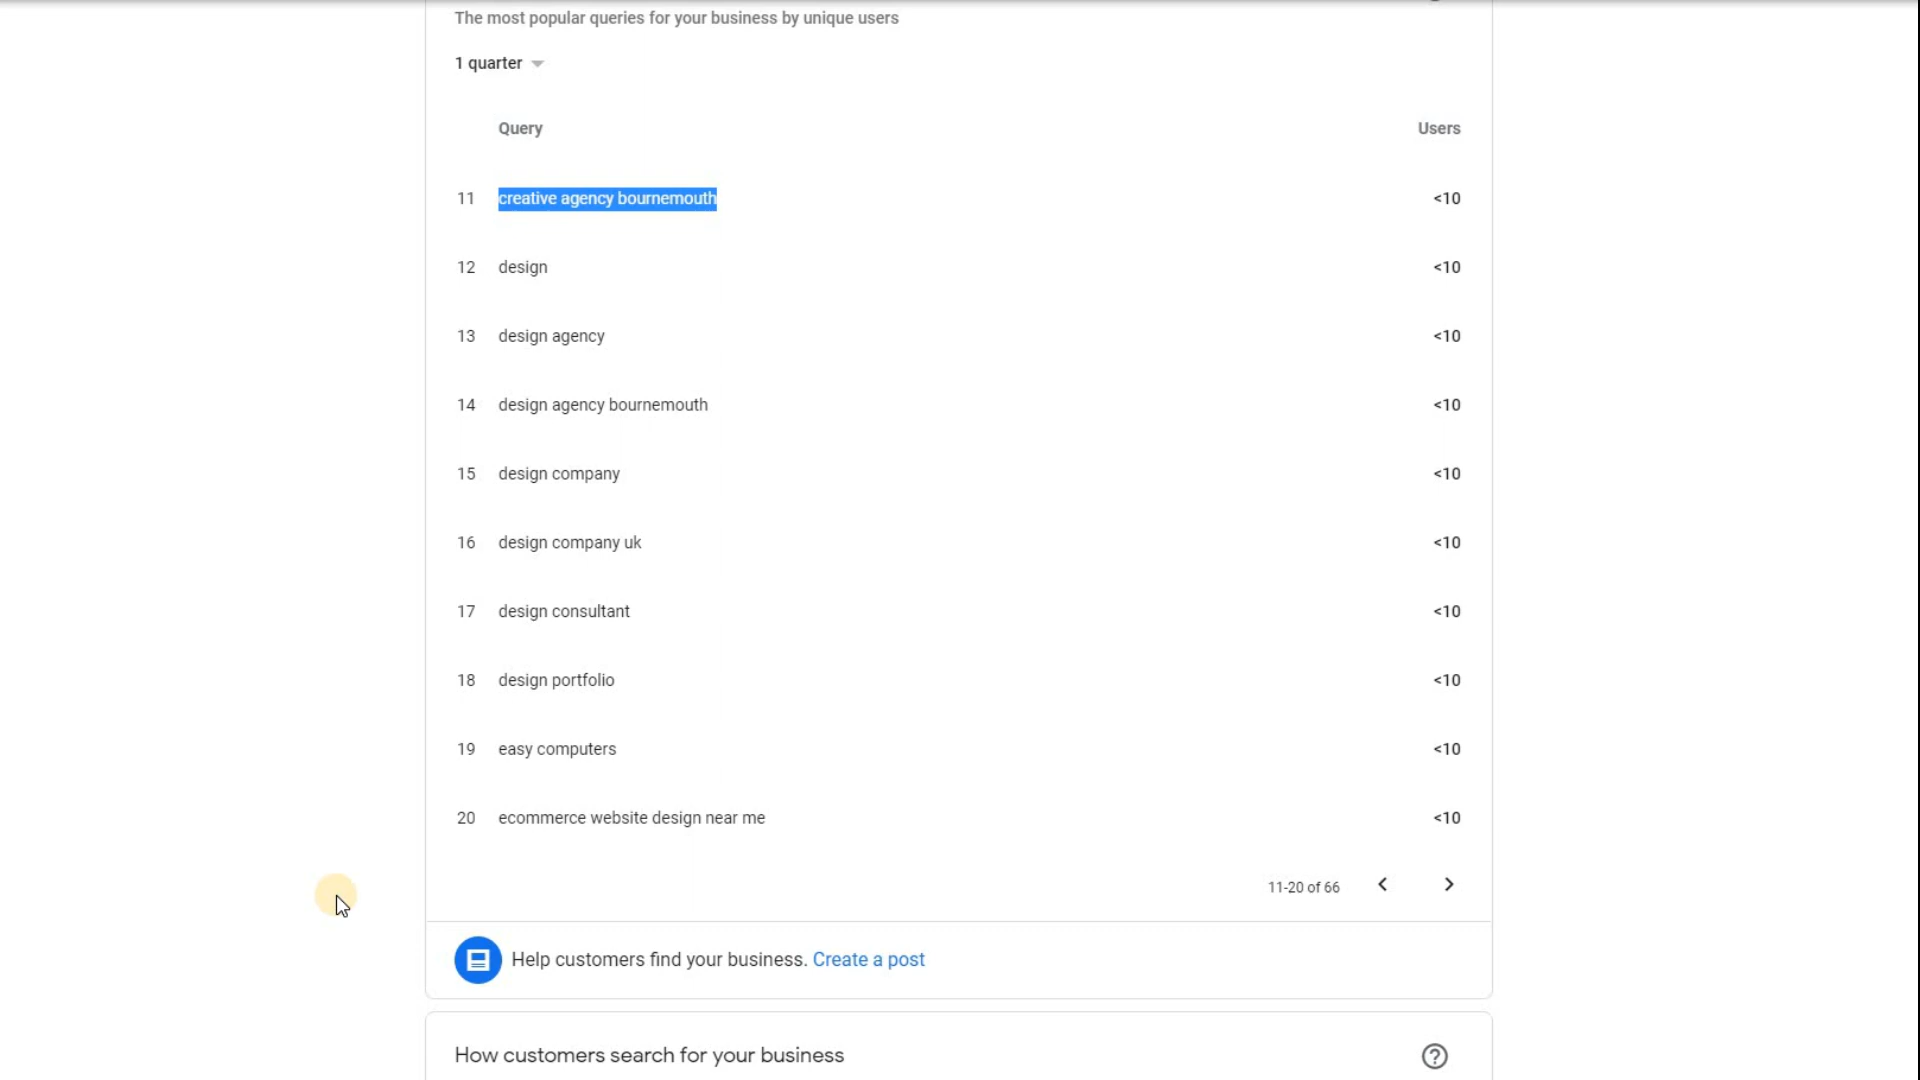 The most popular queries for your business by unique users
1 quarter
Query Users
11 creative agency bournemouth <10
12 design <10
13 design agency <10
14 design agency bournemouth <10
15 design company <10
16 design company uk <10
17 design consultant <10
18 design portfolio <10
19 easy computers <10
20 ecommerce website design near me <10
11-20 of 66
Help customers find your business. Create a post
How customers search for your business